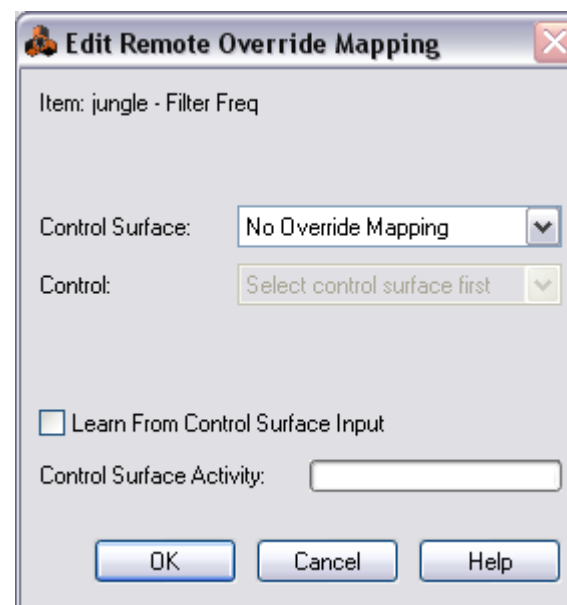 Edit Remote Override Mapping
Item: jungle - Filter Freq
Control Surface: No Override Mapping
Control: Select control surface first
Learn From Control Surface Input
Control Surface Activity:
OK Cancel Help